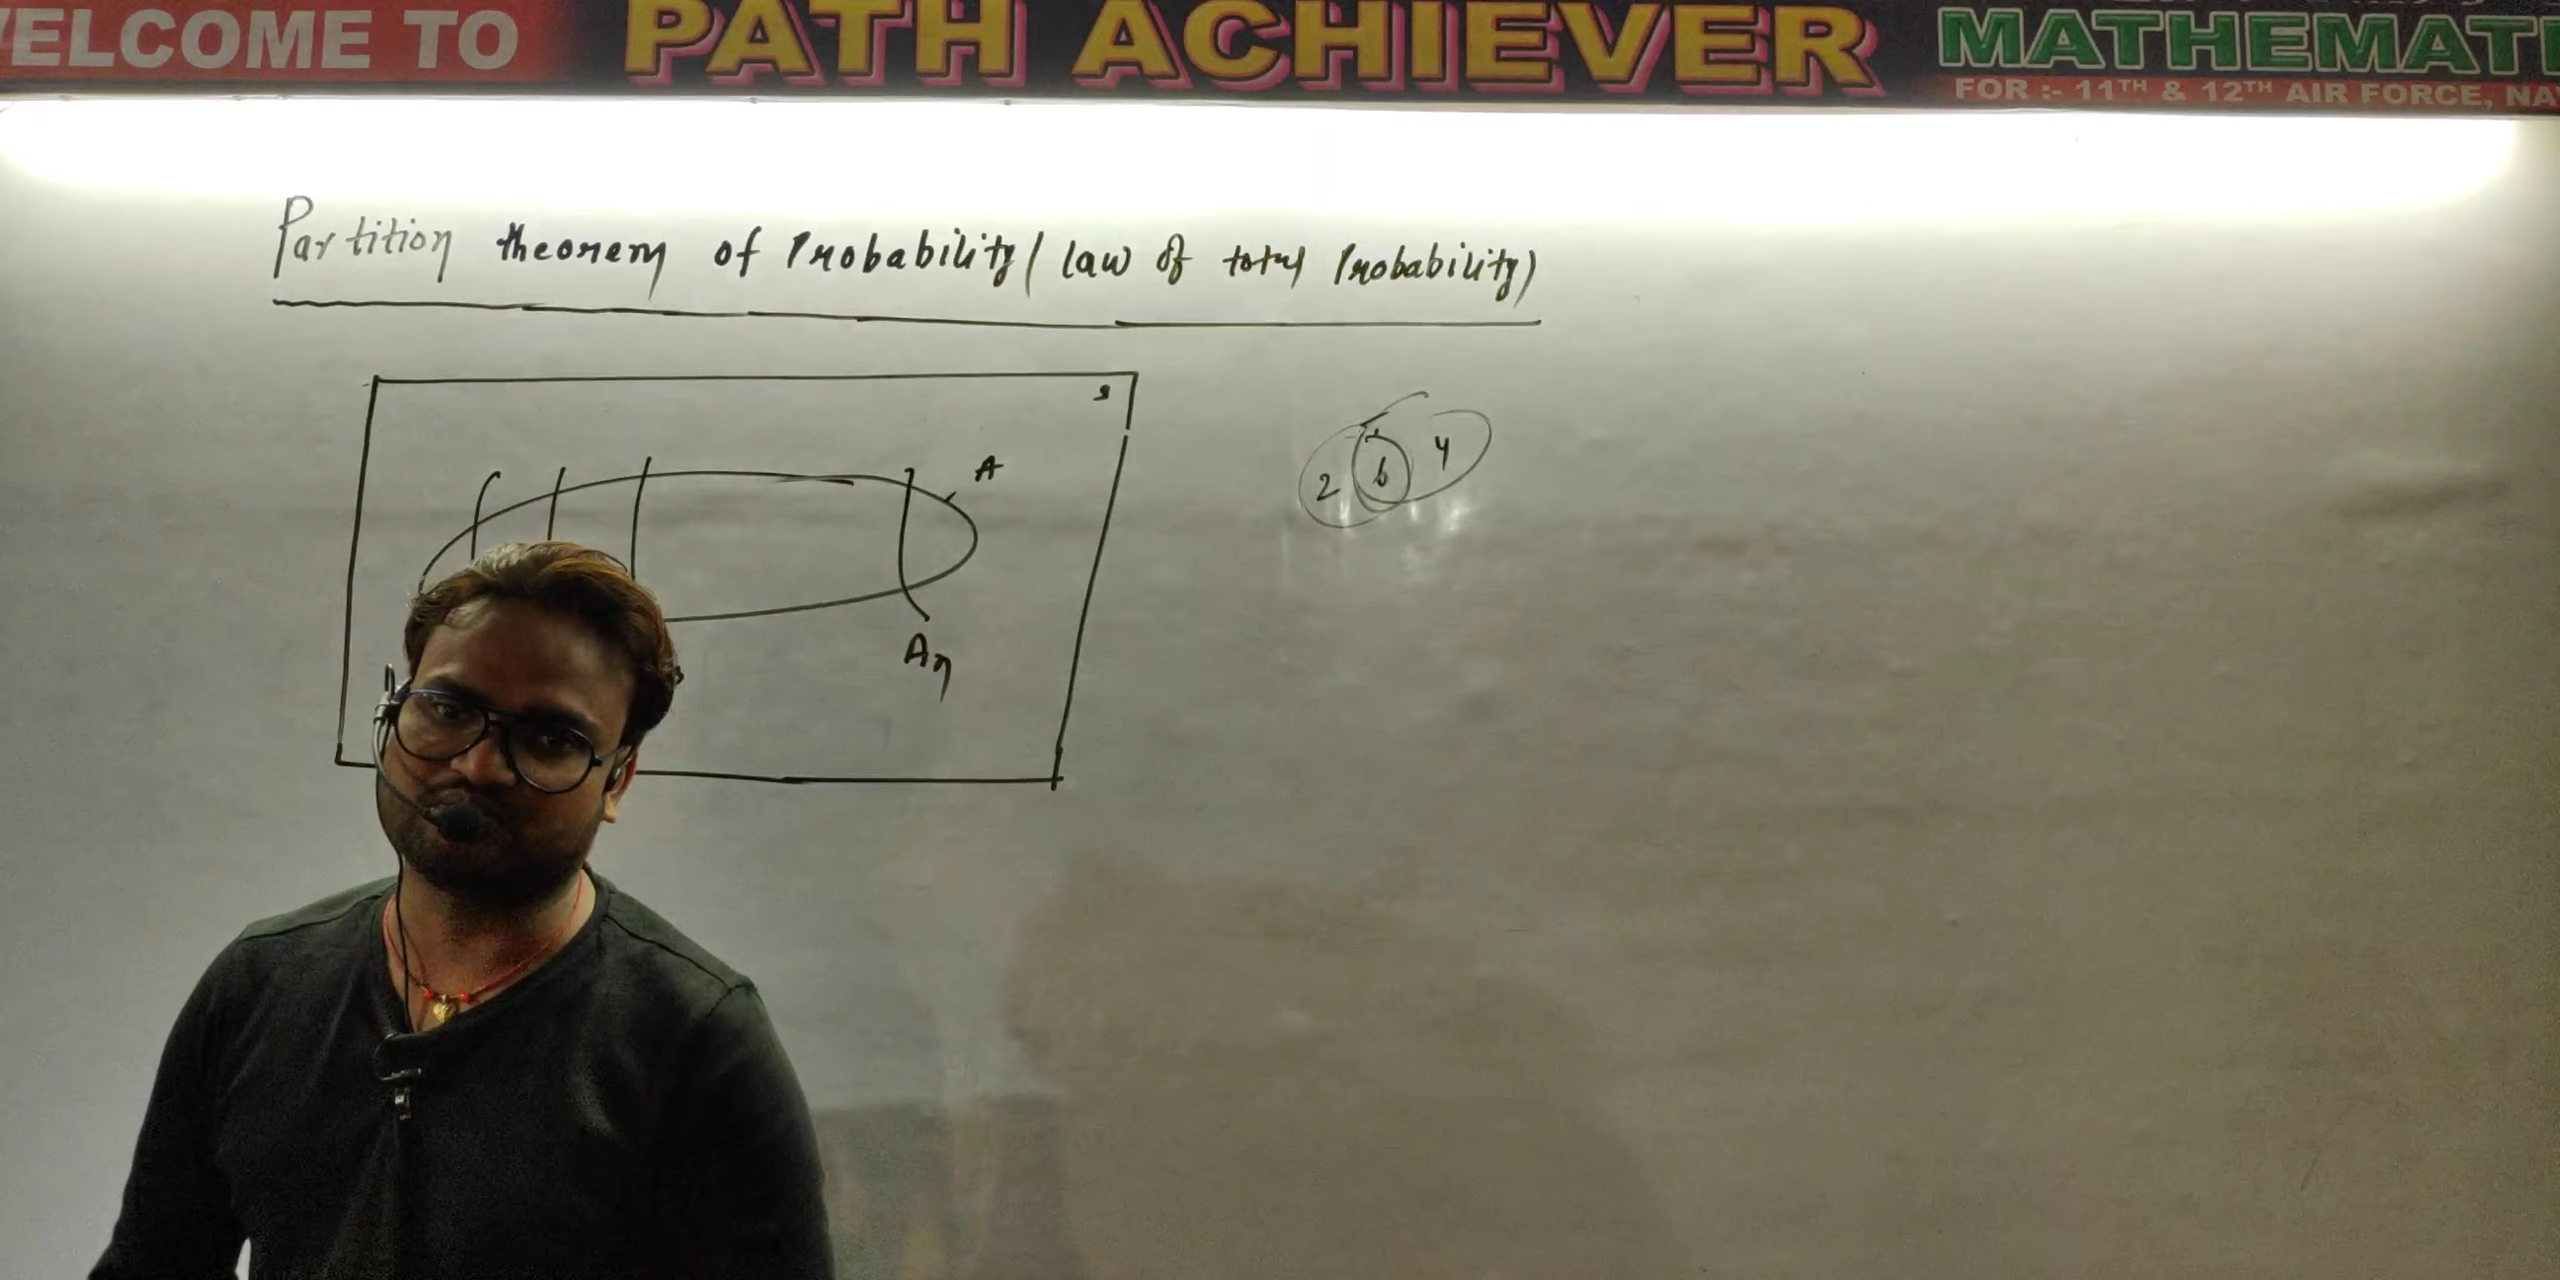 WELCOME TO PATH ACHIEVER MATHEMATI
FOR :- 11TH & 12TH AIR FORCE, NAV
Partition theorem of Probability (law of total Probability)
S
A
An
2 6 4